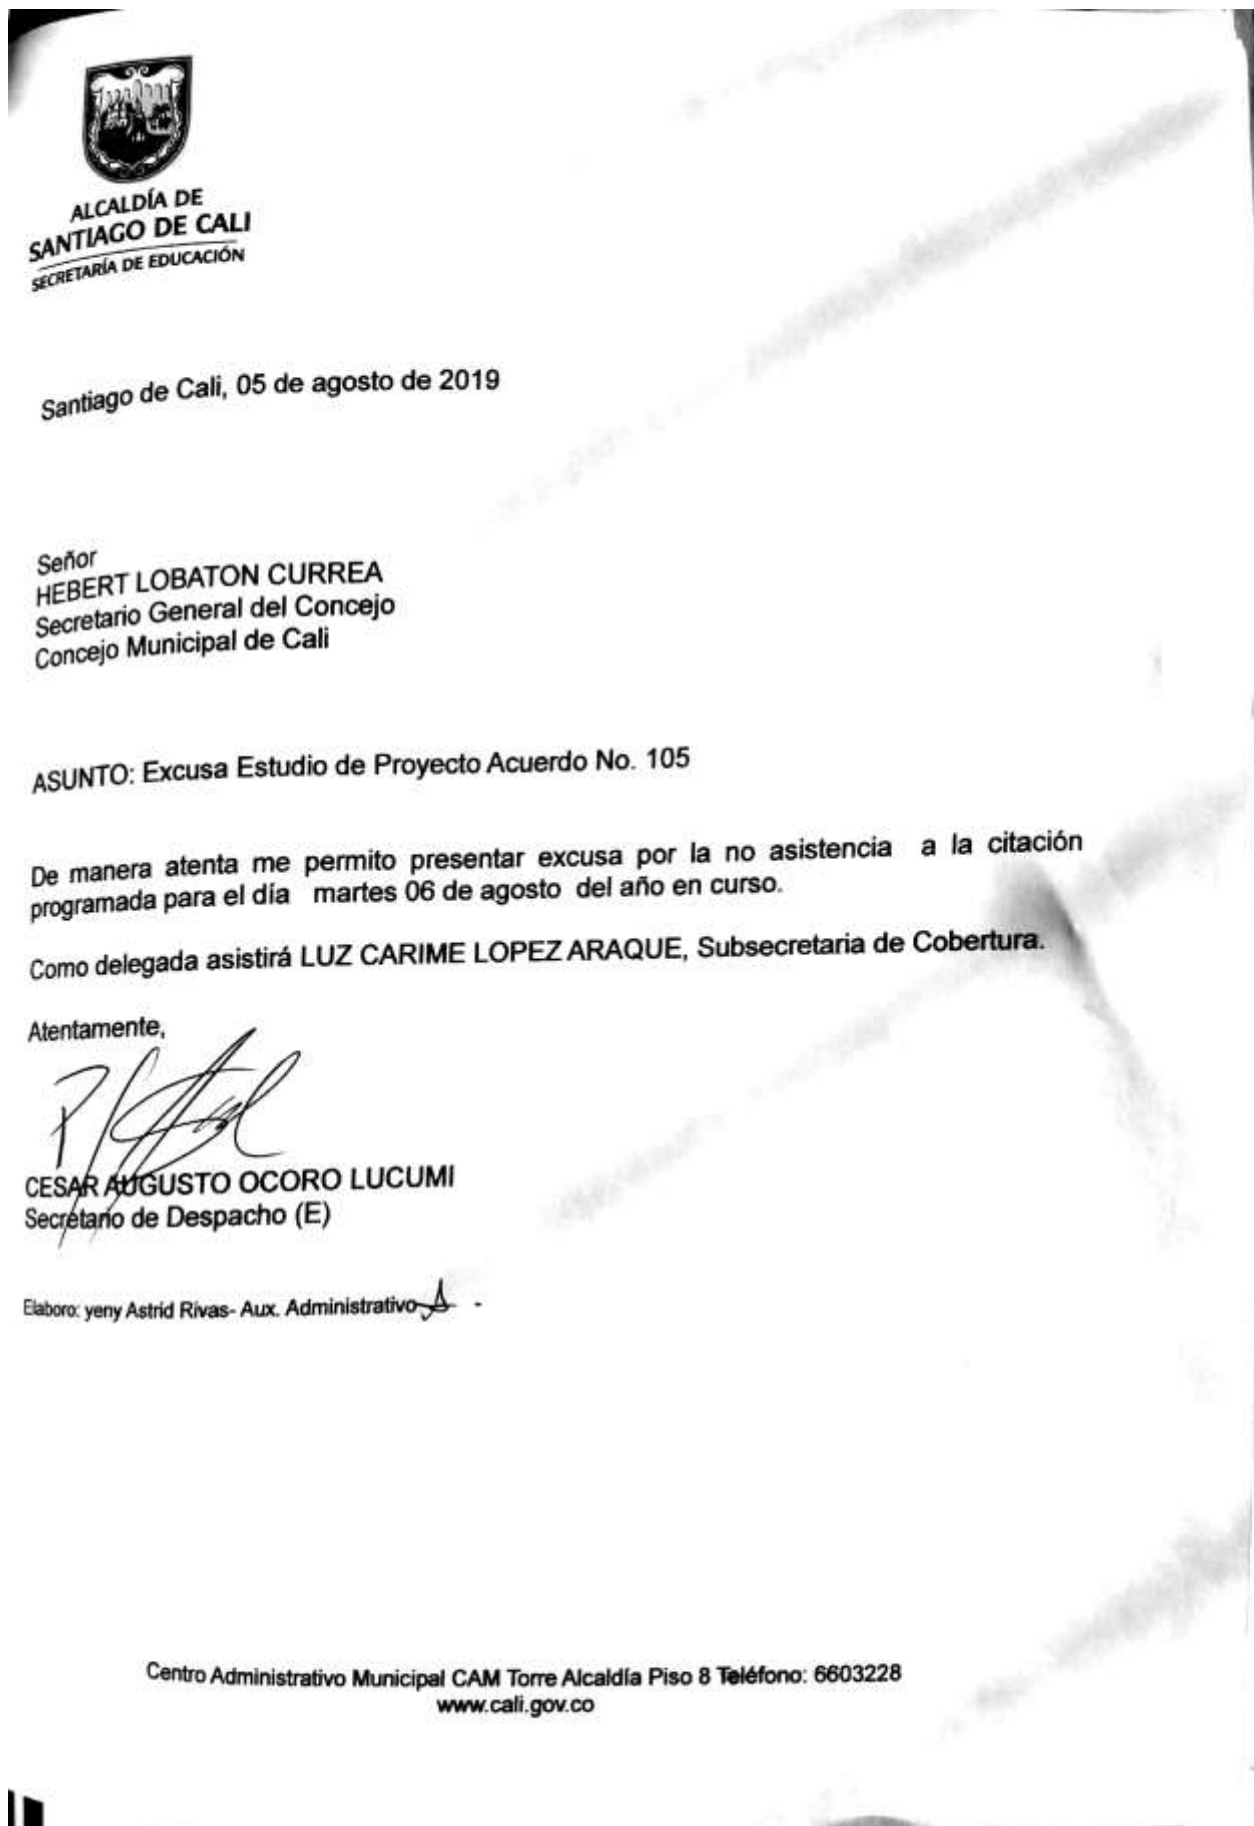 ALCALDÍA DE
SANTIAGO DE CALI
SECRETARÍA DE EDUCACIÓN
Santiago de Cali, 05 de agosto de 2019
Señor
HEBERT LOBATON CURREA
Secretario General del Concejo
Concejo Municipal de Cali
ASUNTO: Excusa Estudio de Proyecto Acuerdo No. 105
De manera atenta me permito presentar excusa por la no asistencia a la citación
programada para el día martes 06 de agosto del año en curso.
Como delegada asistirá LUZ CARIME LOPEZ ARAQUE, Subsecretaria de Cobertura.
Atentamente,
CESAR AUGUSTO OCORO LUCUMI
Secretario de Despacho (E)
Elaboro: yeny Astrid Rivas- Aux. Administrativo
Centro Administrativo Municipal CAM Torre Alcaldía Piso 8 Teléfono: 6603228
www.cali.gov.co